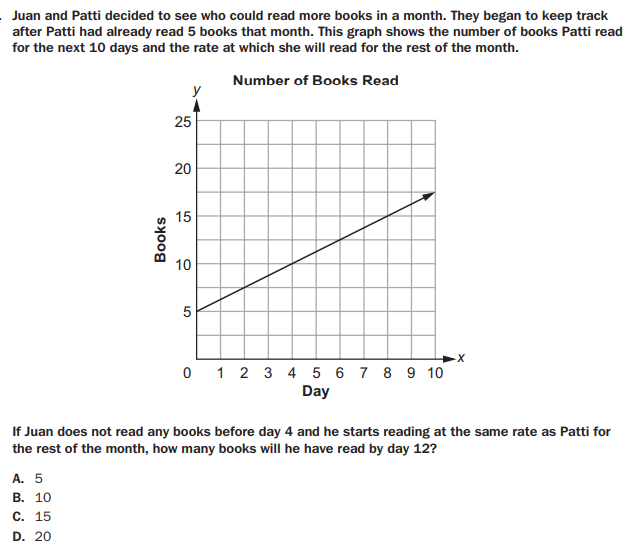 . Juan and Patti decided to see who could read more books in a month. They began to keep track
after Patti had already read 5 books that month. This graph shows the number of books Patti read
for the next 10 days and the rate at which she will read for the rest of the month.
Number of Books Read
y
25
20
15
10
5
Books
0 1 2 3 4 5 6 7 8 9 10
x
Day
If Juan does not read any books before day 4 and he starts reading at the same rate as Patti for
the rest of the month, how many books will he have read by day 12?
A. 5
B. 10
C. 15
D. 20